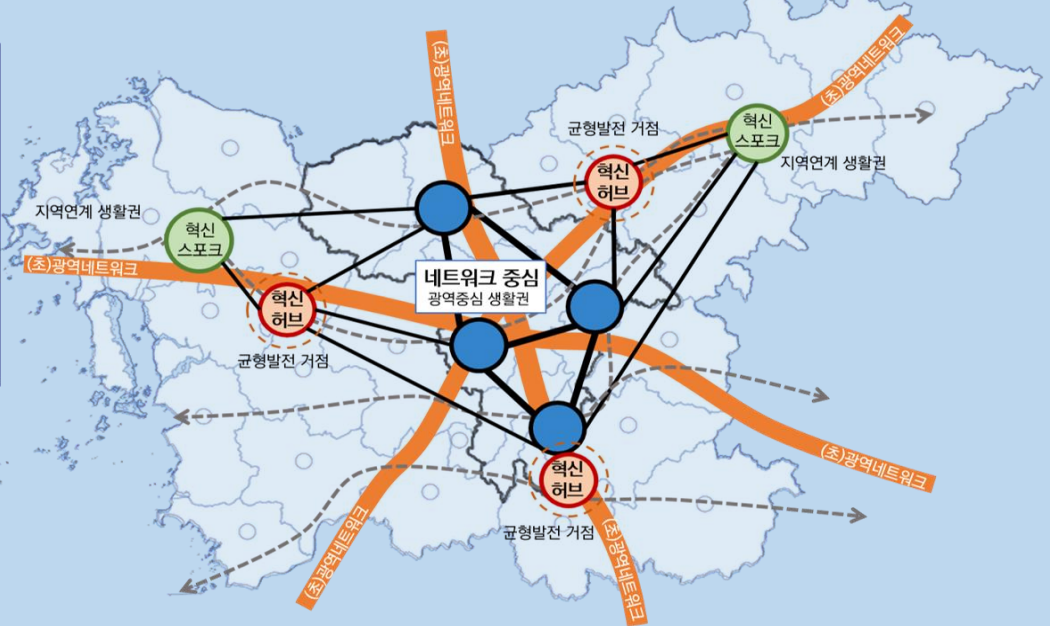 (초)광역네트워크
(초)광역네트워크
균형발전 거점
혁신
스포크
지역연계 생활권
혁신
허브
지역연계 생활권
혁신
스포크
(초)광역네트워크
네트워크 중심
광역중심 생활권
혁신
허브
균형발전 거점
(초)광역네트워크
혁신
허브
균형발전 거점
(초)광역네트워크
(초)광역네트워크